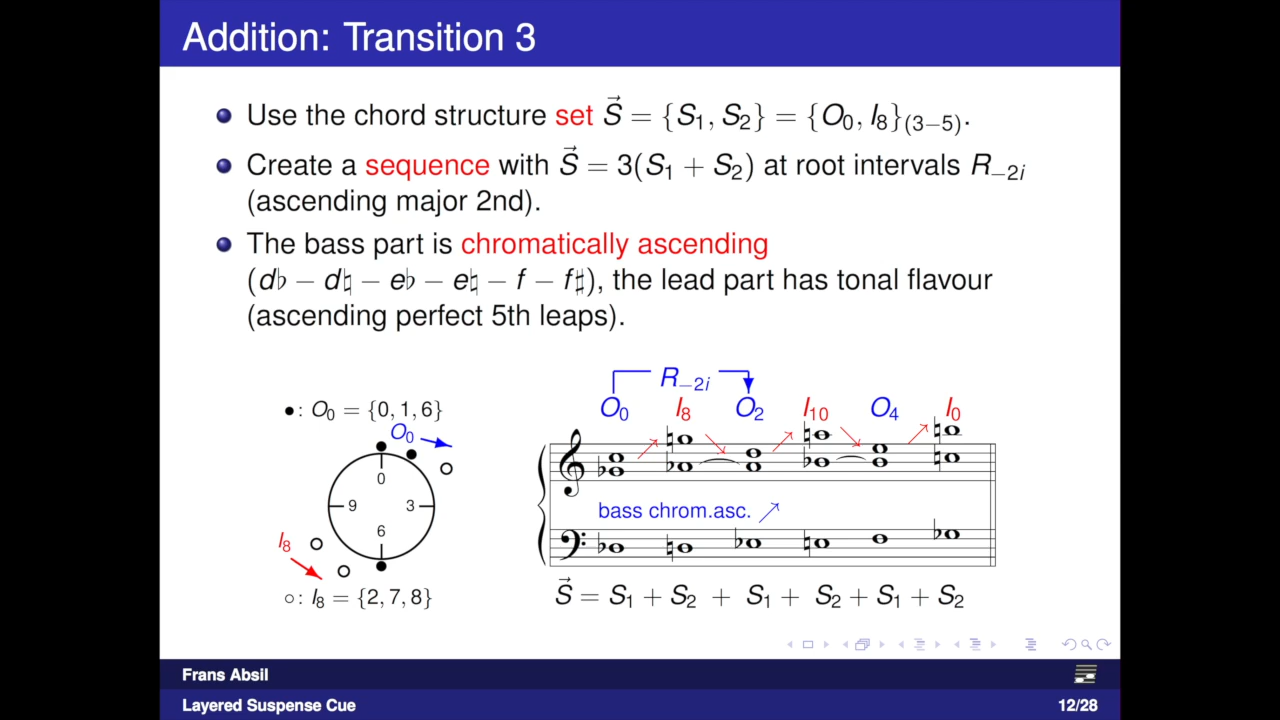 Addition: Transition 3
Use the chord structure set S⃗ = {S₁, S₂} = {O₀, I₈}₍₃₋₅₎.
Create a sequence with S⃗ = 3(S₁ + S₂) at root intervals R₋₂ᵢ
(ascending major 2nd).
The bass part is chromatically ascending
(d♭ – d♮ – e♭ – e♮ – f – f♯), the lead part has tonal flavour
(ascending perfect 5th leaps).
R₋₂ᵢ
O₀ I₈ O₂ I₁₀ O₄ I₀
●: O₀ = {0, 1, 6}
O₀
0
9 3
6
I₈
○: I₈ = {2, 7, 8}
bass chrom.asc.
S⃗ = S₁ + S₂ + S₁ + S₂ + S₁ + S₂
Frans Absil
Layered Suspense Cue 12/28